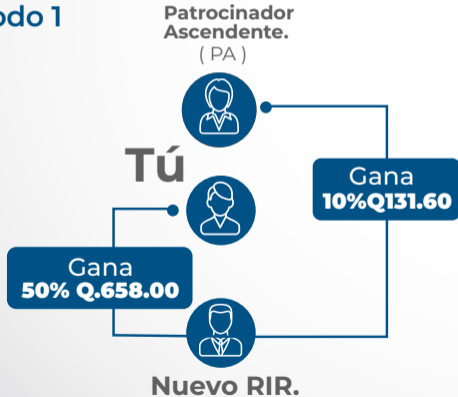 odo 1
Patrocinador
Ascendente.
( PA )
Tú
Gana
10%Q131.60
Gana
50% Q.658.00
Nuevo RIR.